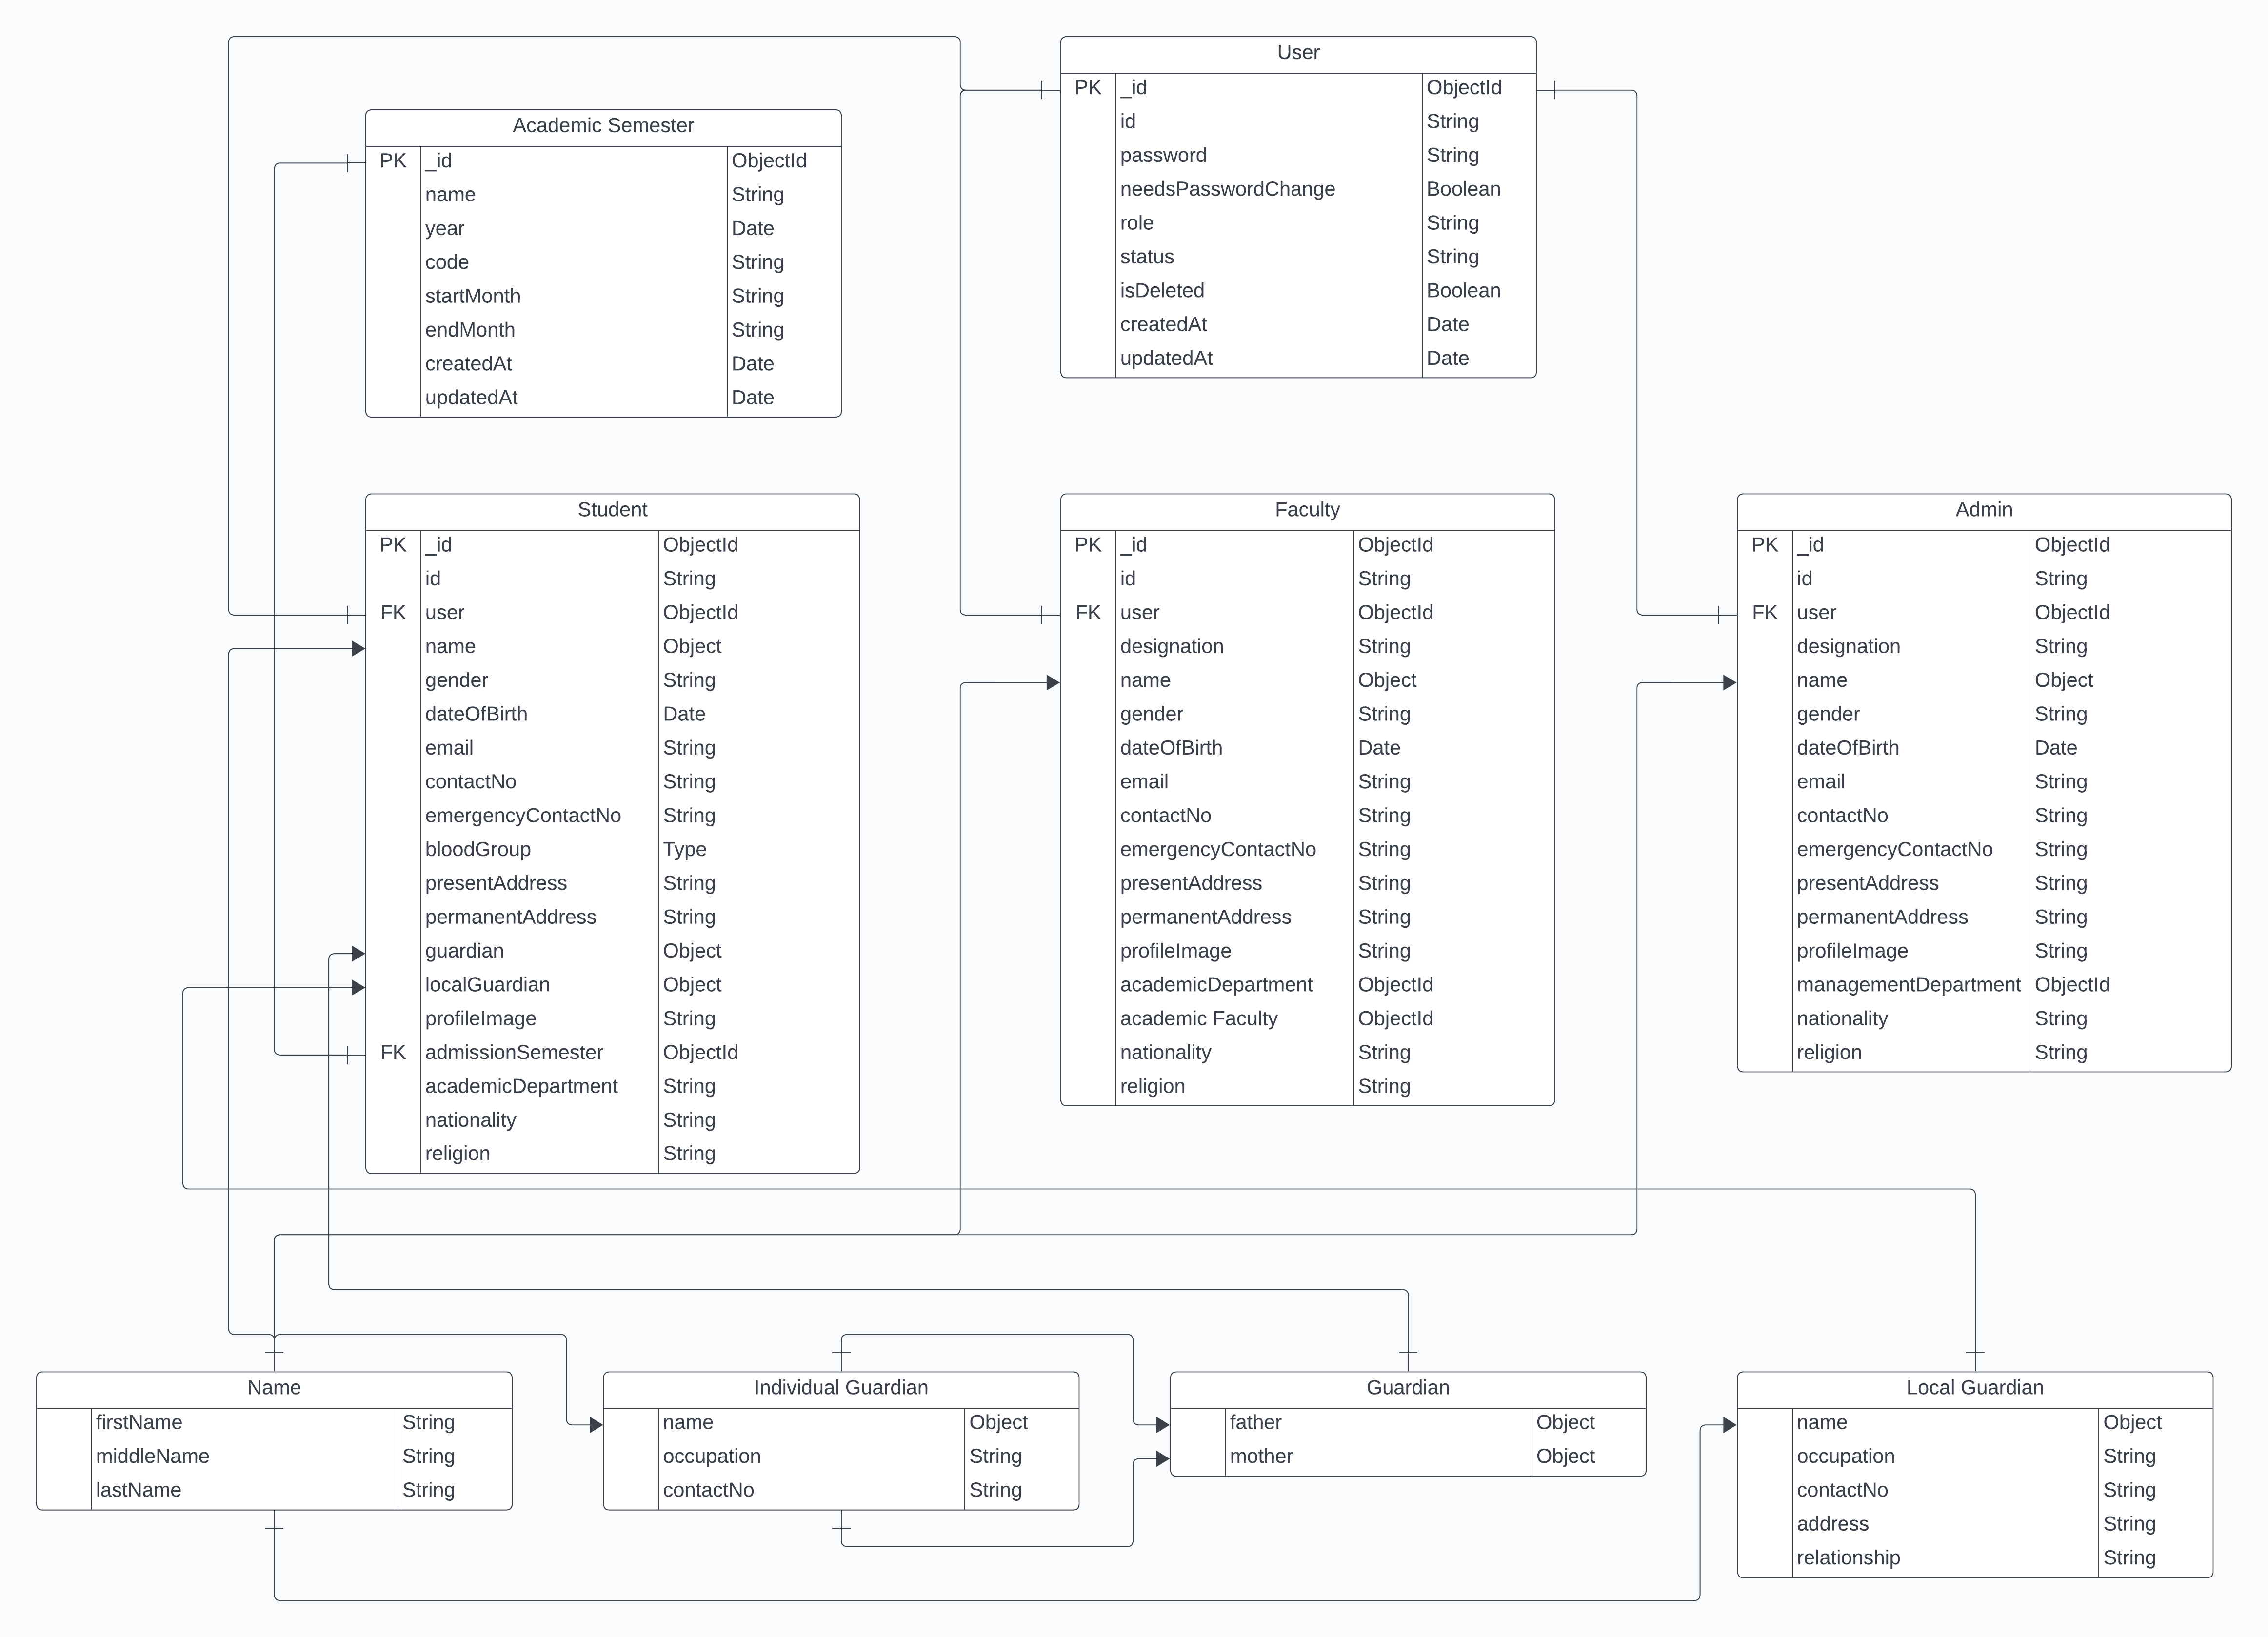 User
PK _id ObjectId
id String
password String
needsPasswordChange Boolean
role String
status String
isDeleted Boolean
createdAt Date
updatedAt Date
Academic Semester
PK _id ObjectId
name String
year Date
code String
startMonth String
endMonth String
createdAt Date
updatedAt Date
Student
PK _id ObjectId
id String
FK user ObjectId
name Object
gender String
dateOfBirth Date
email String
contactNo String
emergencyContactNo String
bloodGroup Type
presentAddress String
permanentAddress String
guardian Object
localGuardian Object
profileImage String
FK admissionSemester ObjectId
academicDepartment String
nationality String
religion String
Faculty
PK _id ObjectId
id String
FK user ObjectId
designation String
name Object
gender String
dateOfBirth Date
email String
contactNo String
emergencyContactNo String
presentAddress String
permanentAddress String
profileImage String
academicDepartment ObjectId
academic Faculty ObjectId
nationality String
religion String
Admin
PK _id ObjectId
id String
FK user ObjectId
designation String
name Object
gender String
dateOfBirth Date
email String
contactNo String
emergencyContactNo String
presentAddress String
permanentAddress String
profileImage String
managementDepartment ObjectId
nationality String
religion String
Name
firstName String
middleName String
lastName String
Individual Guardian
name Object
occupation String
contactNo String
Guardian
father Object
mother Object
Local Guardian
name Object
occupation String
contactNo String
address String
relationship String